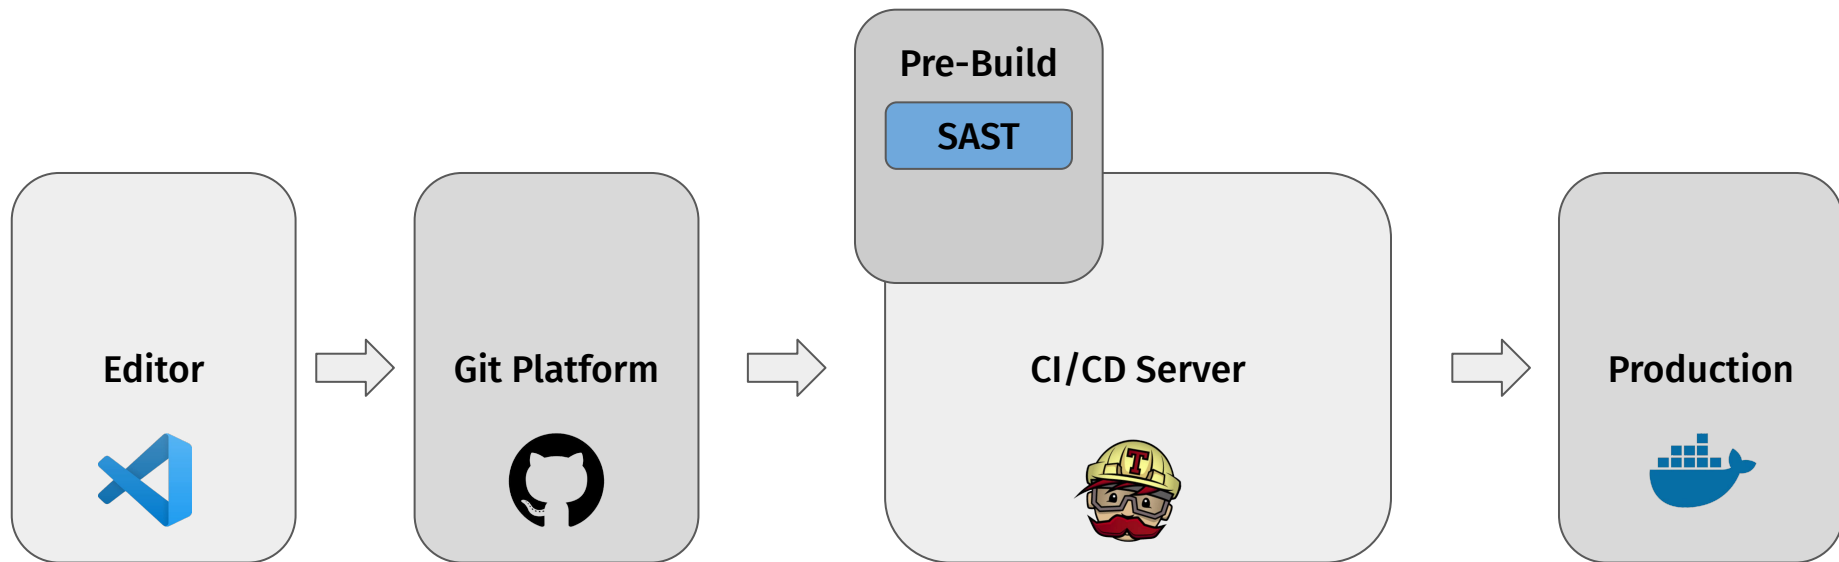 Pre-Build
SAST
Editor
Git Platform
CI/CD Server
Production
T